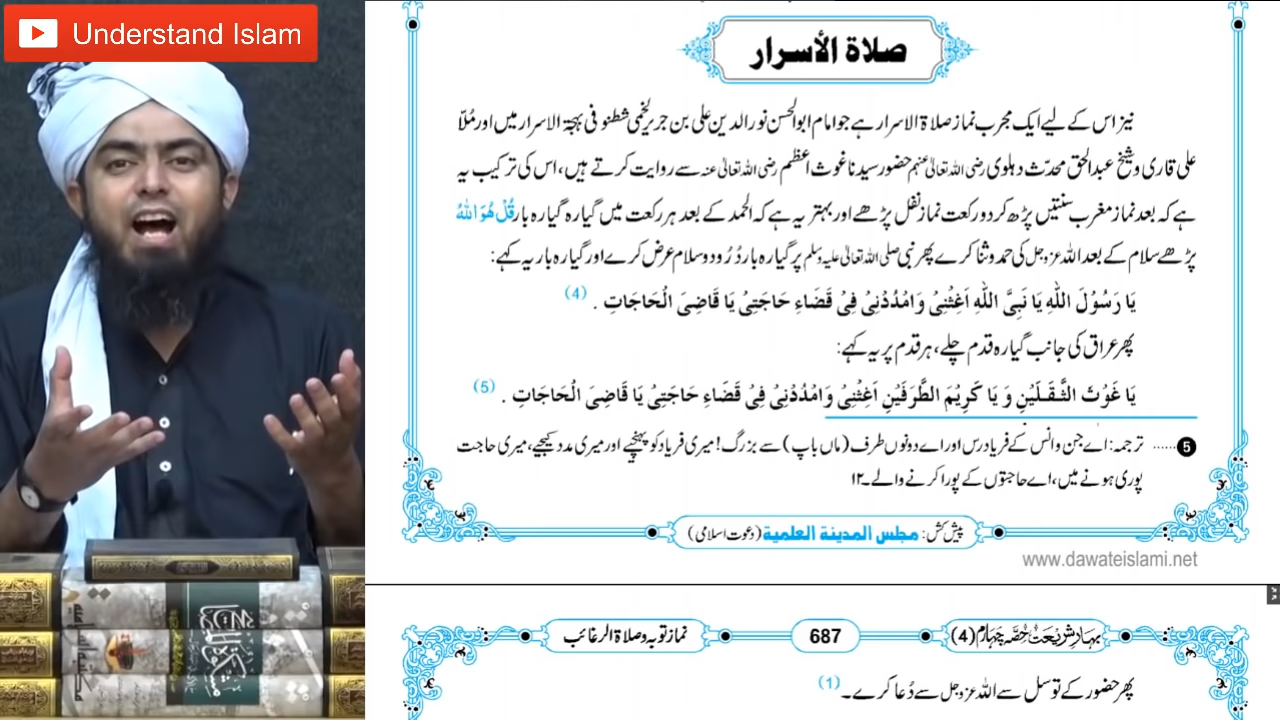 Understand Islam
صلاة الأسرار
نیز اس کے لیے ایک مجرب نماز صلاۃ الاسرار ہے جو امام ابوالحسن نورالدین علی بن جریر لخمی شطنوفی بہجۃ الاسرار میں اور مُلّا
علی قاری و شیخ عبدالحق محدّث دہلوی رضی اللہ تعالیٰ عنہم حضور سیدنا غوث اعظم رضی اللہ تعالیٰ عنہ سے روایت کرتے ہیں، اس کی ترکیب یہ
ہے کہ بعد نماز مغرب سنتیں پڑھ کر دو رکعت نماز نفل پڑھے اور بہتر یہ ہے کہ الحمد کے بعد ہر رکعت میں گیارہ گیارہ بار قُلْ هُوَ اللّٰهُ
پڑھے سلام کے بعد اللہ عزوجل کی حمد و ثنا کرے پھر نبی صلی اللہ تعالیٰ علیہ وسلم پر گیارہ بار دُرُود و سلام عرض کرے اور گیارہ بار یہ کہے:
یَا رَسُوْلَ اللّٰهِ یَا نَبِیَّ اللّٰهِ اَغِثْنِیْ وَامْدُدْنِیْ فِیْ قَضَاءِ حَاجَتِیْ یَا قَاضِیَ الْحَاجَاتِ . (4)
پھر عراق کی جانب گیارہ قدم چلے، ہر قدم پر یہ کہے:
یَا غَوْثَ الثَّقَلَیْنِ وَ یَا کَرِیْمَ الطَّرَفَیْنِ اَغِثْنِیْ وَامْدُدْنِیْ فِیْ قَضَاءِ حَاجَتِیْ یَا قَاضِیَ الْحَاجَاتِ . (5)
5 ...... ترجمہ: اے جن و انس کے فریاد رس اور اے دونوں طرف (ماں باپ) سے بزرگ! میری فریاد کو پہنچیے اور میری مدد کیجیے، میری حاجت
پوری ہونے میں، اے حاجتوں کے پورا کرنے والے۔ ۱۲
پیش کش: مجلس المدینة العلمیة (دعوت اسلامی)
www.dawateislami.net
بہارِ شریعت حصّہ چہارم (4)
687
نماز توبہ و صلاۃ الرغائب
پھر حضور کے توسل سے اللہ عزوجل سے دُعا کرے۔ (1)